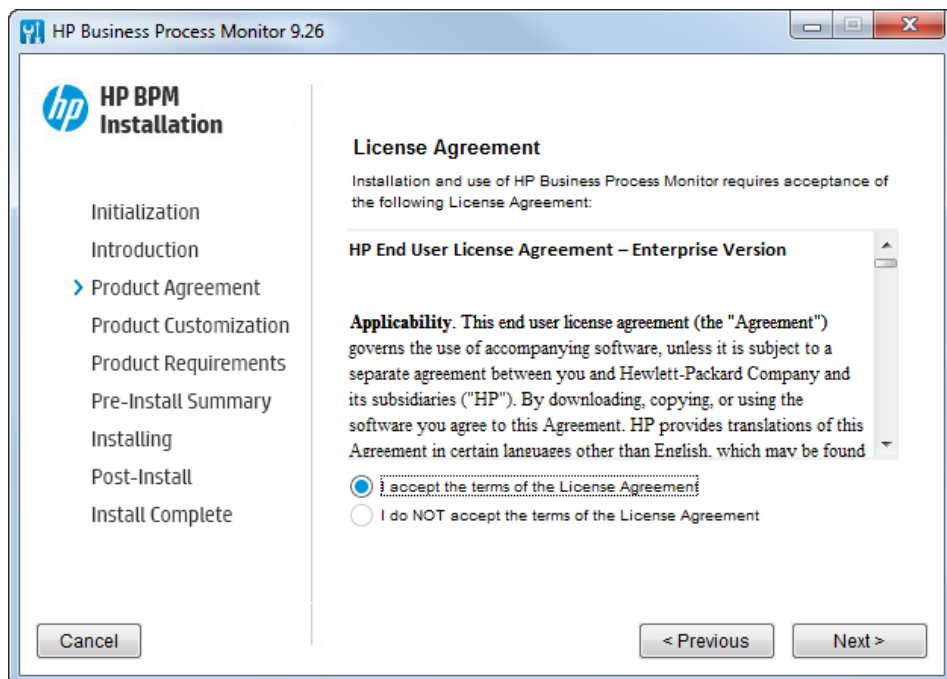 HP Business Process Monitor 9.26
hp
HP BPM
Installation
Initialization
Introduction
Product Agreement
Product Customization
Product Requirements
Pre-Install Summary
Installing
Post-Install
Install Complete
License Agreement
Installation and use of HP Business Process Monitor requires acceptance of
the following License Agreement:
HP End User License Agreement – Enterprise Version
Applicability. This end user license agreement (the "Agreement")
governs the use of accompanying software, unless it is subject to a
separate agreement between you and Hewlett-Packard Company and
its subsidiaries ("HP"). By downloading, copying, or using the
software you agree to this Agreement. HP provides translations of this
Agreement in certain languages other than English, which may be found
I accept the terms of the License Agreement
I do NOT accept the terms of the License Agreement
Cancel
< Previous
Next >